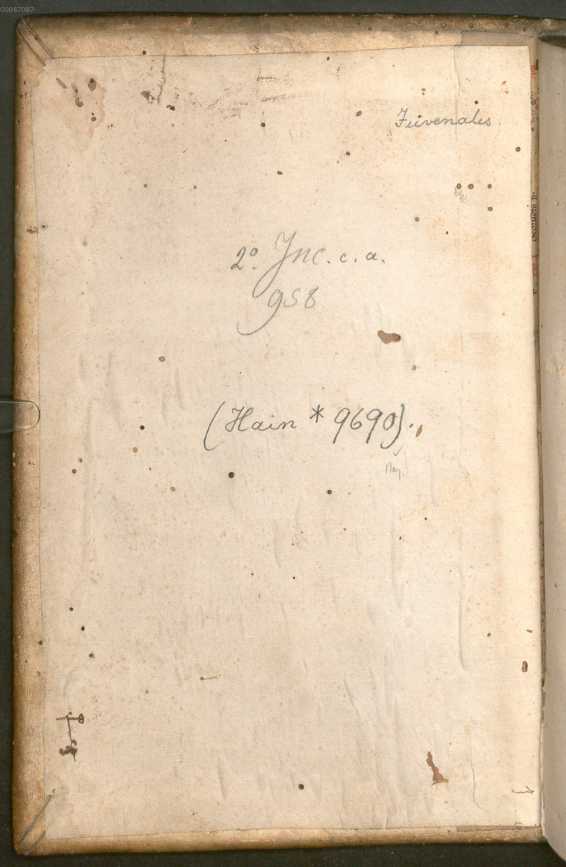 Iuvenales.
2° Inc. c. a.
958
(Hain * 9690).